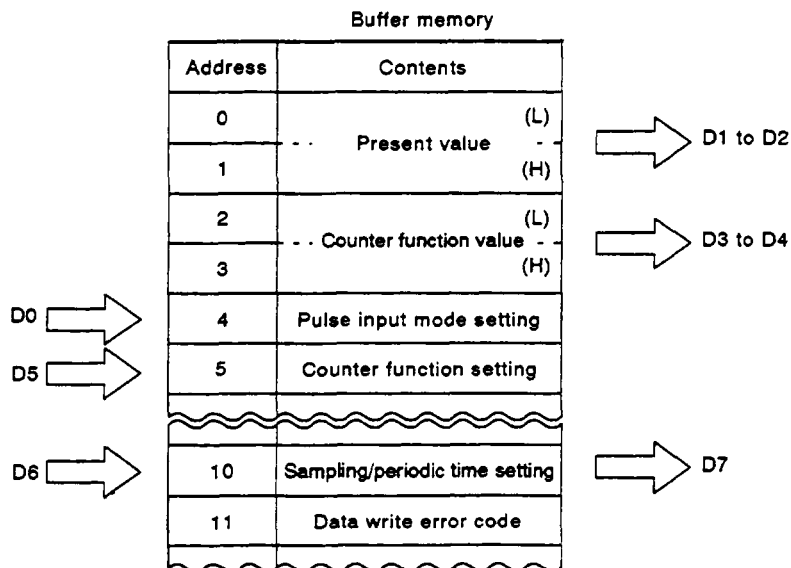 Buffer memory
Address Contents
0 (L)
Present value D1 to D2
1 (H)
2 (L)
Counter function value D3 to D4
3 (H)
D0 4 Pulse input mode setting
D5 5 Counter function setting
D6 10 Sampling/periodic time setting D7
11 Data write error code